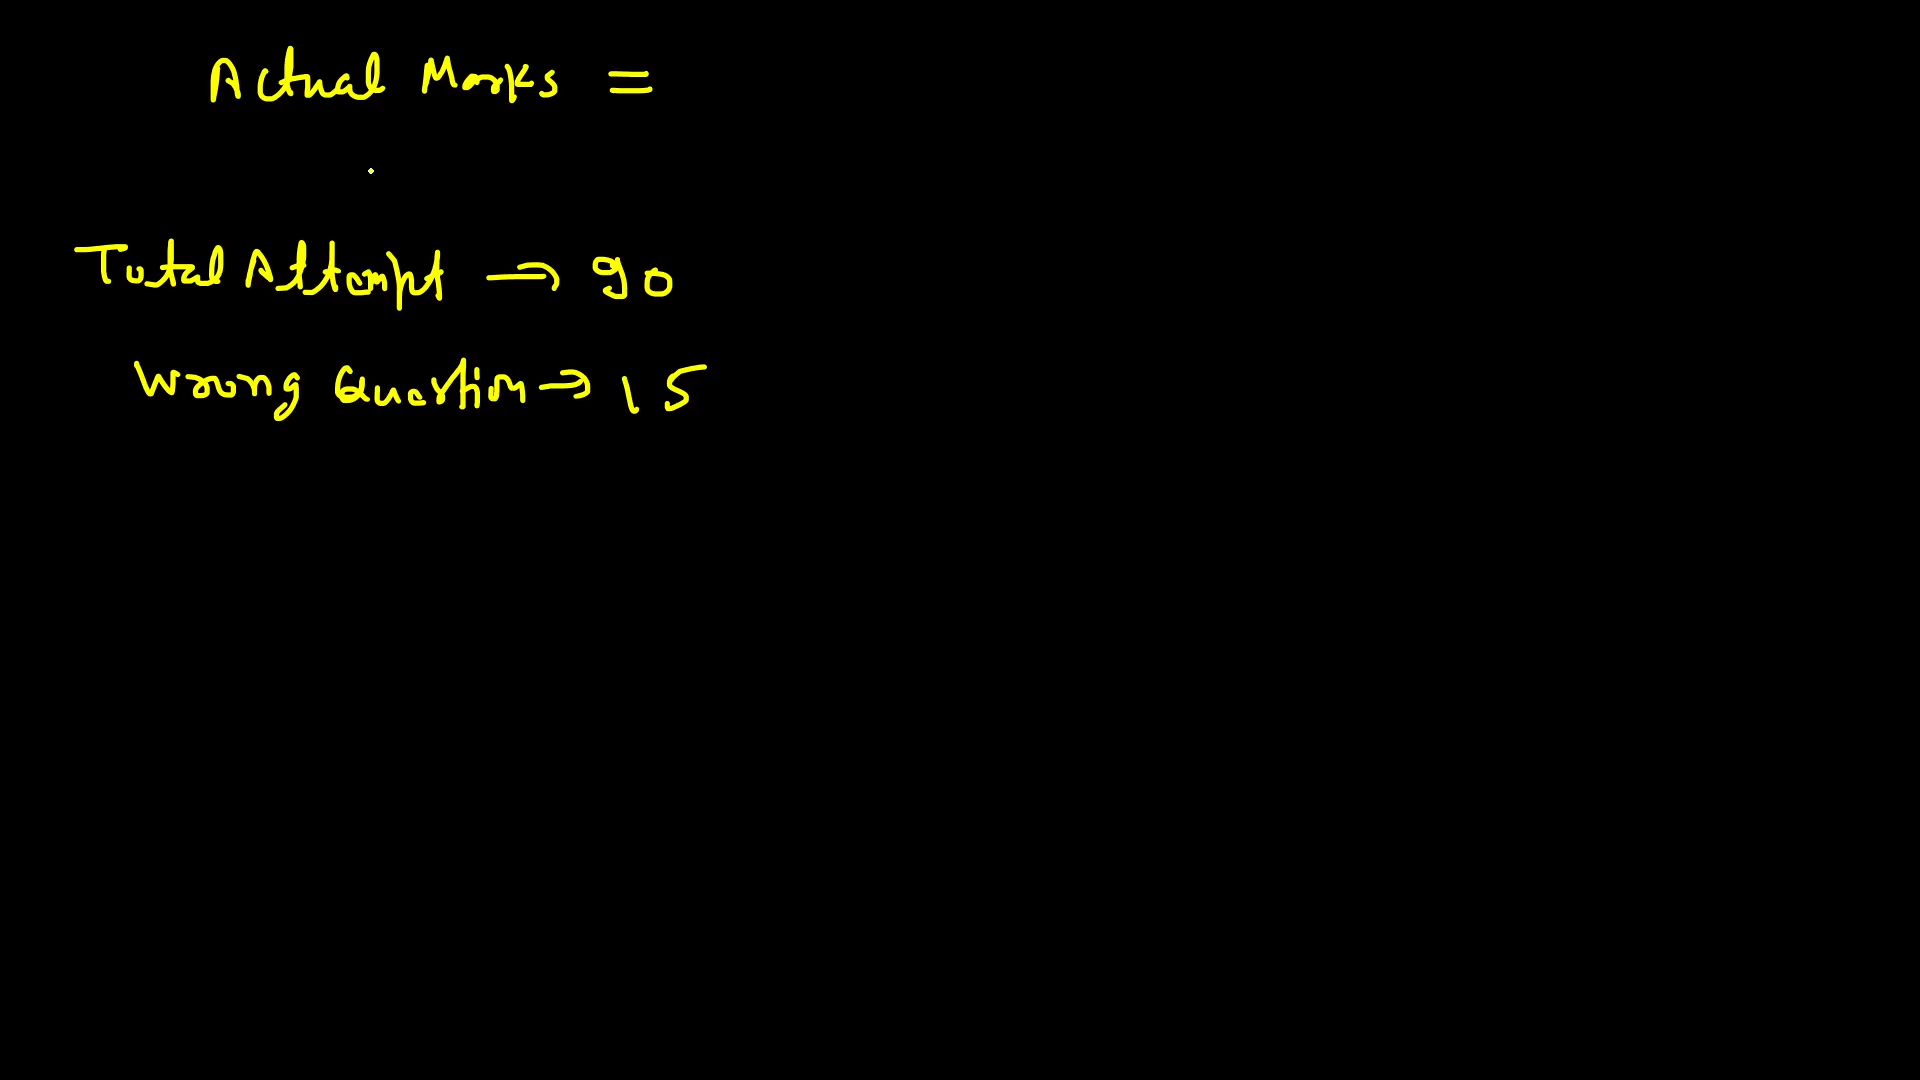 Actual Marks =
Total Attempt → 90
Wrong Question → 15